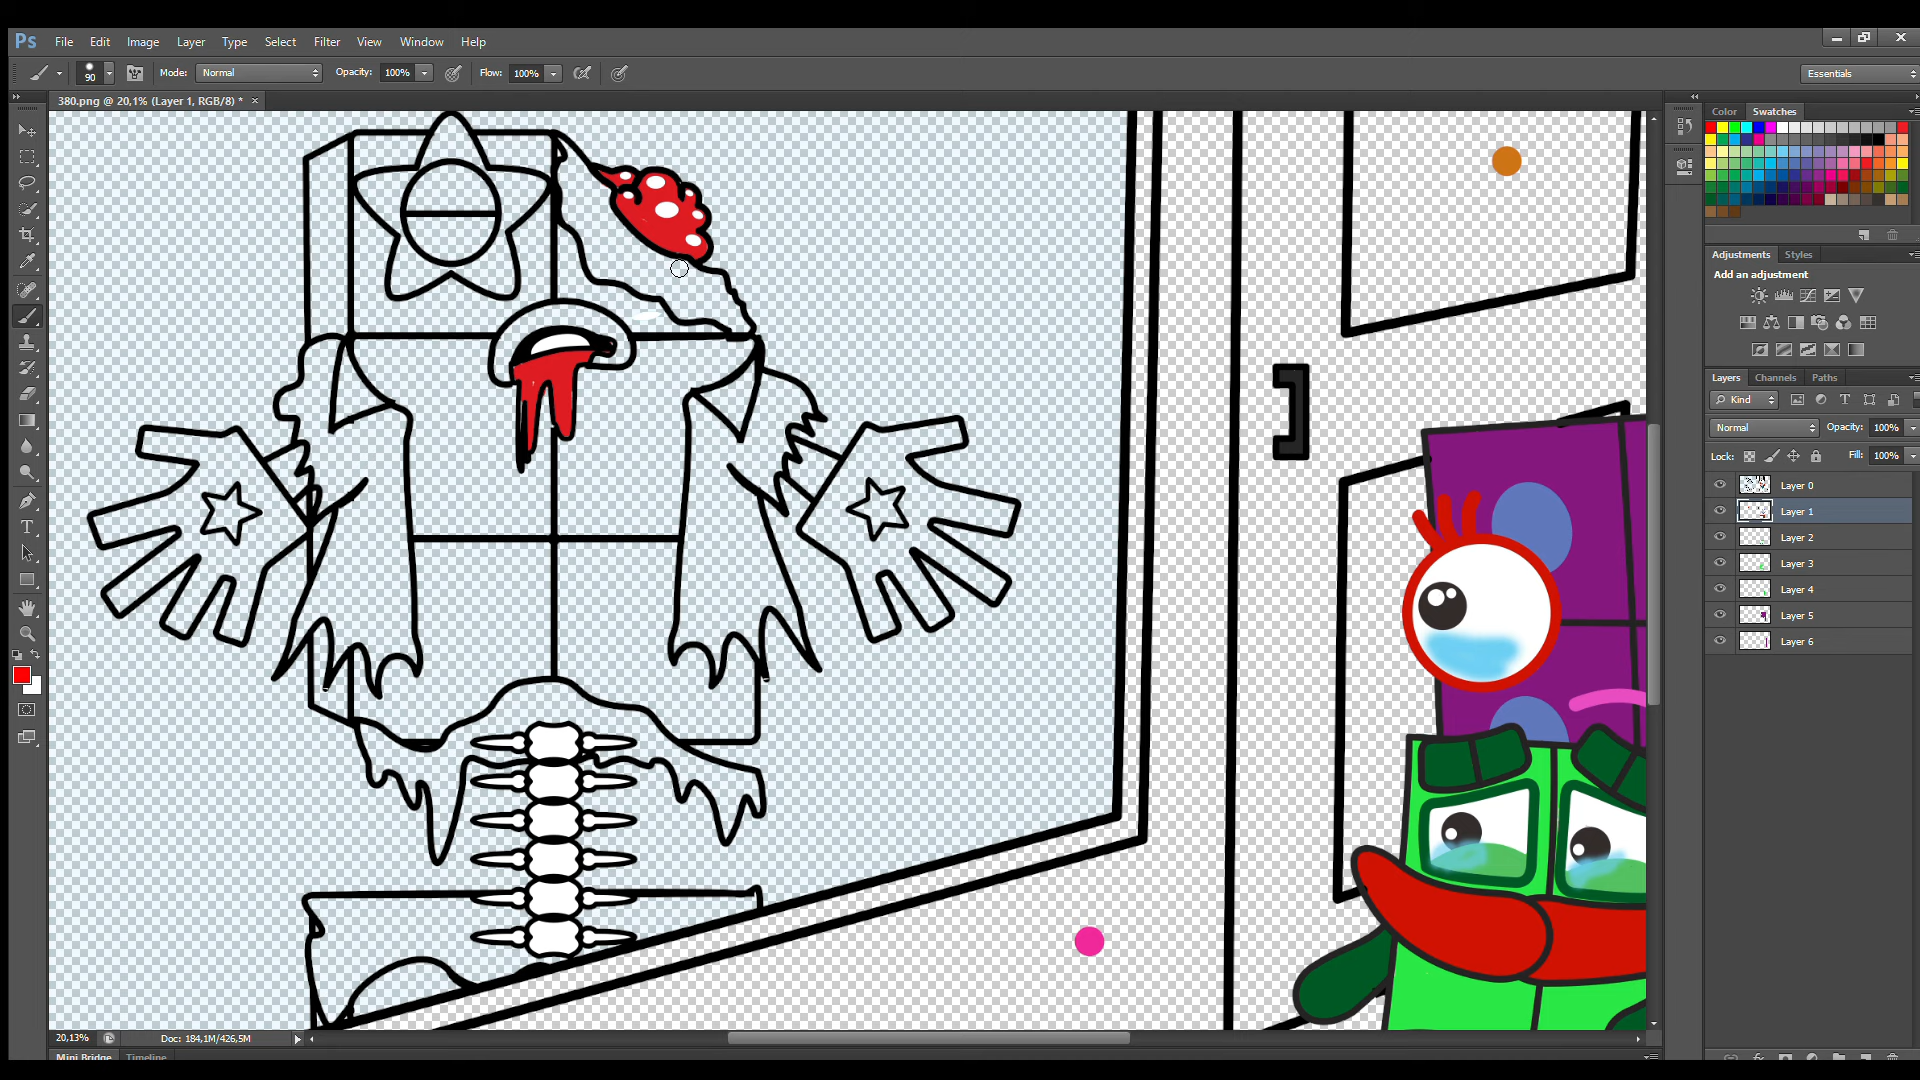 Ps File Edit Image Layer Type Select Filter View Window Help
90 Mode: Normal Opacity: 100% Flow: 100% Essentials
380.png @ 20,1% (Layer 1, RGB/8) * ×
Color Swatches
Adjustments Styles
Add an adjustment
Layers Channels Paths
Kind
Normal Opacity: 100%
Lock: Fill: 100%
Layer 0
Layer 1
Layer 2
Layer 3
Layer 4
Layer 5
Layer 6
20,13% Doc: 184,1M/426,5M
Mini Bridge Timeline